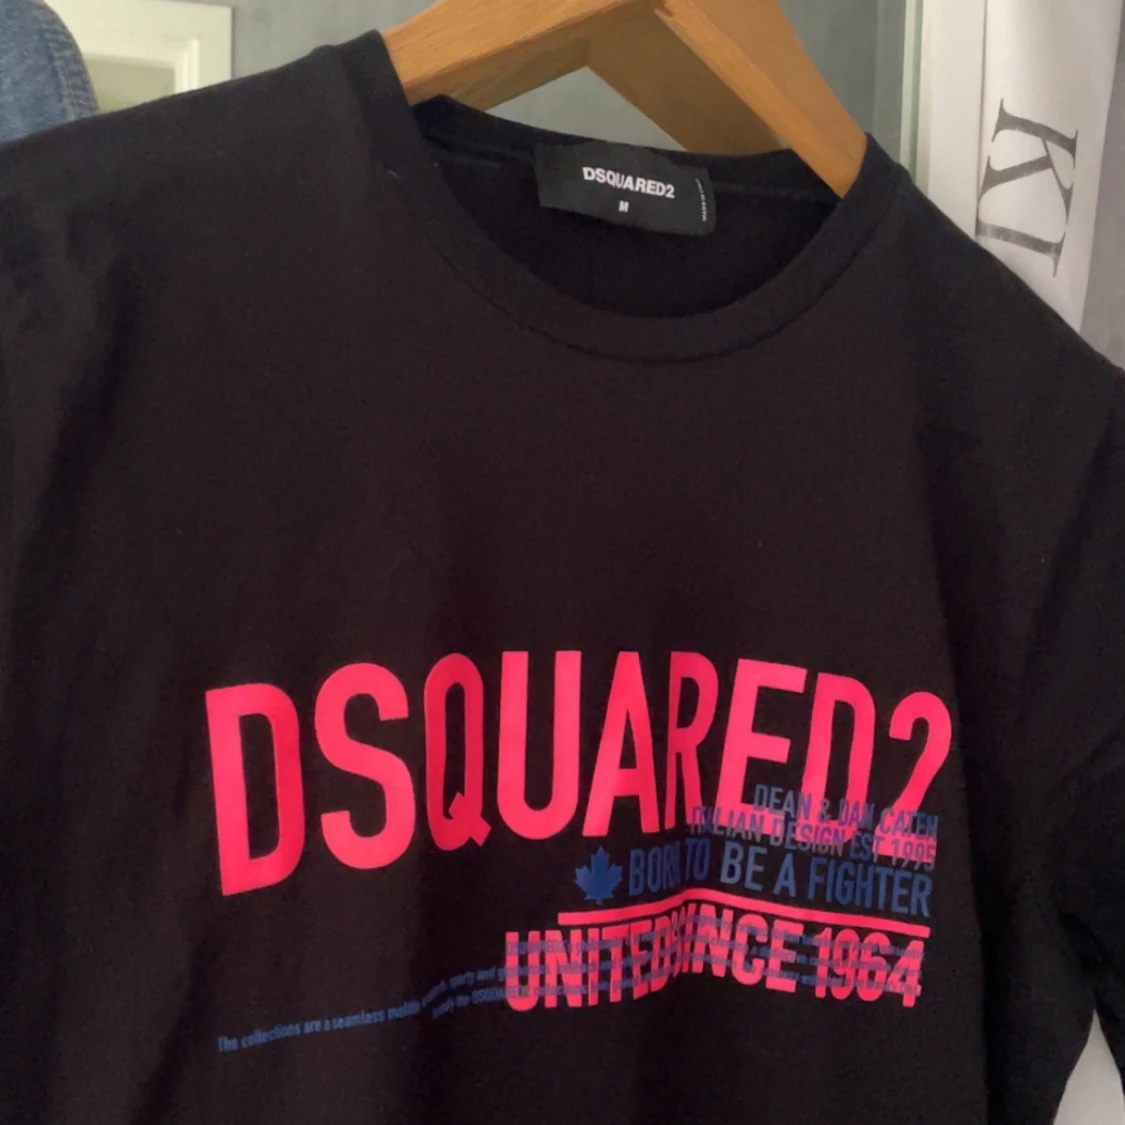 DSQUARED2
M
KI
DSQUARED2
DEAN & DAN CATEN
ITALIAN DESIGN EST 1995
BORN TO BE A FIGHTER
UNITED SINCE 1964
The collections are a seamless